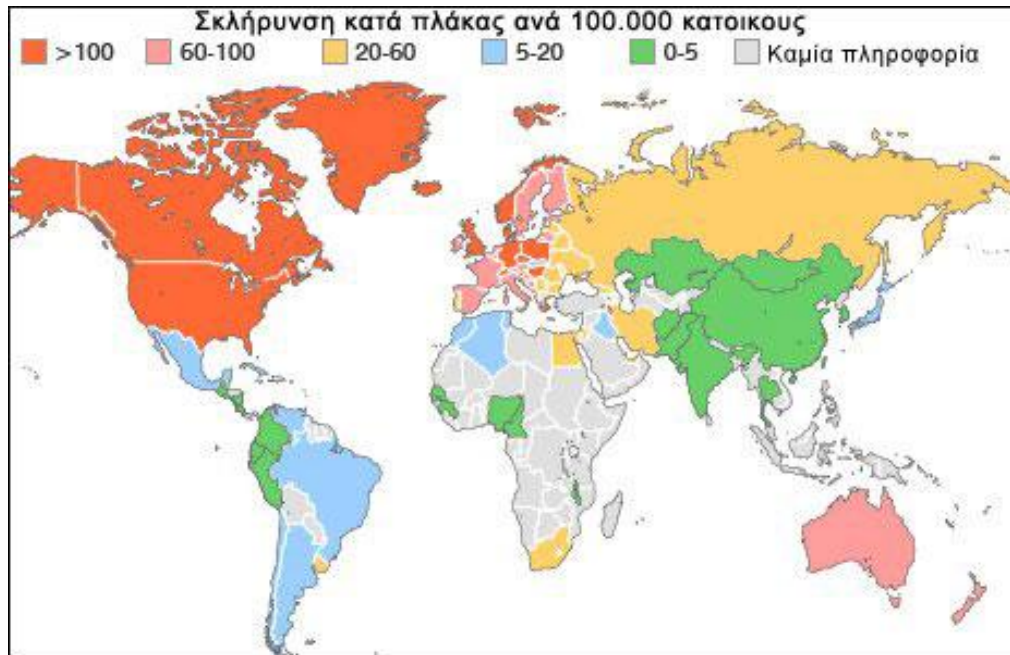 Σκλήρυνση κατά πλάκας ανά 100.000 κατοικους
>100 60-100 20-60 5-20 0-5 Καμία πληροφορία